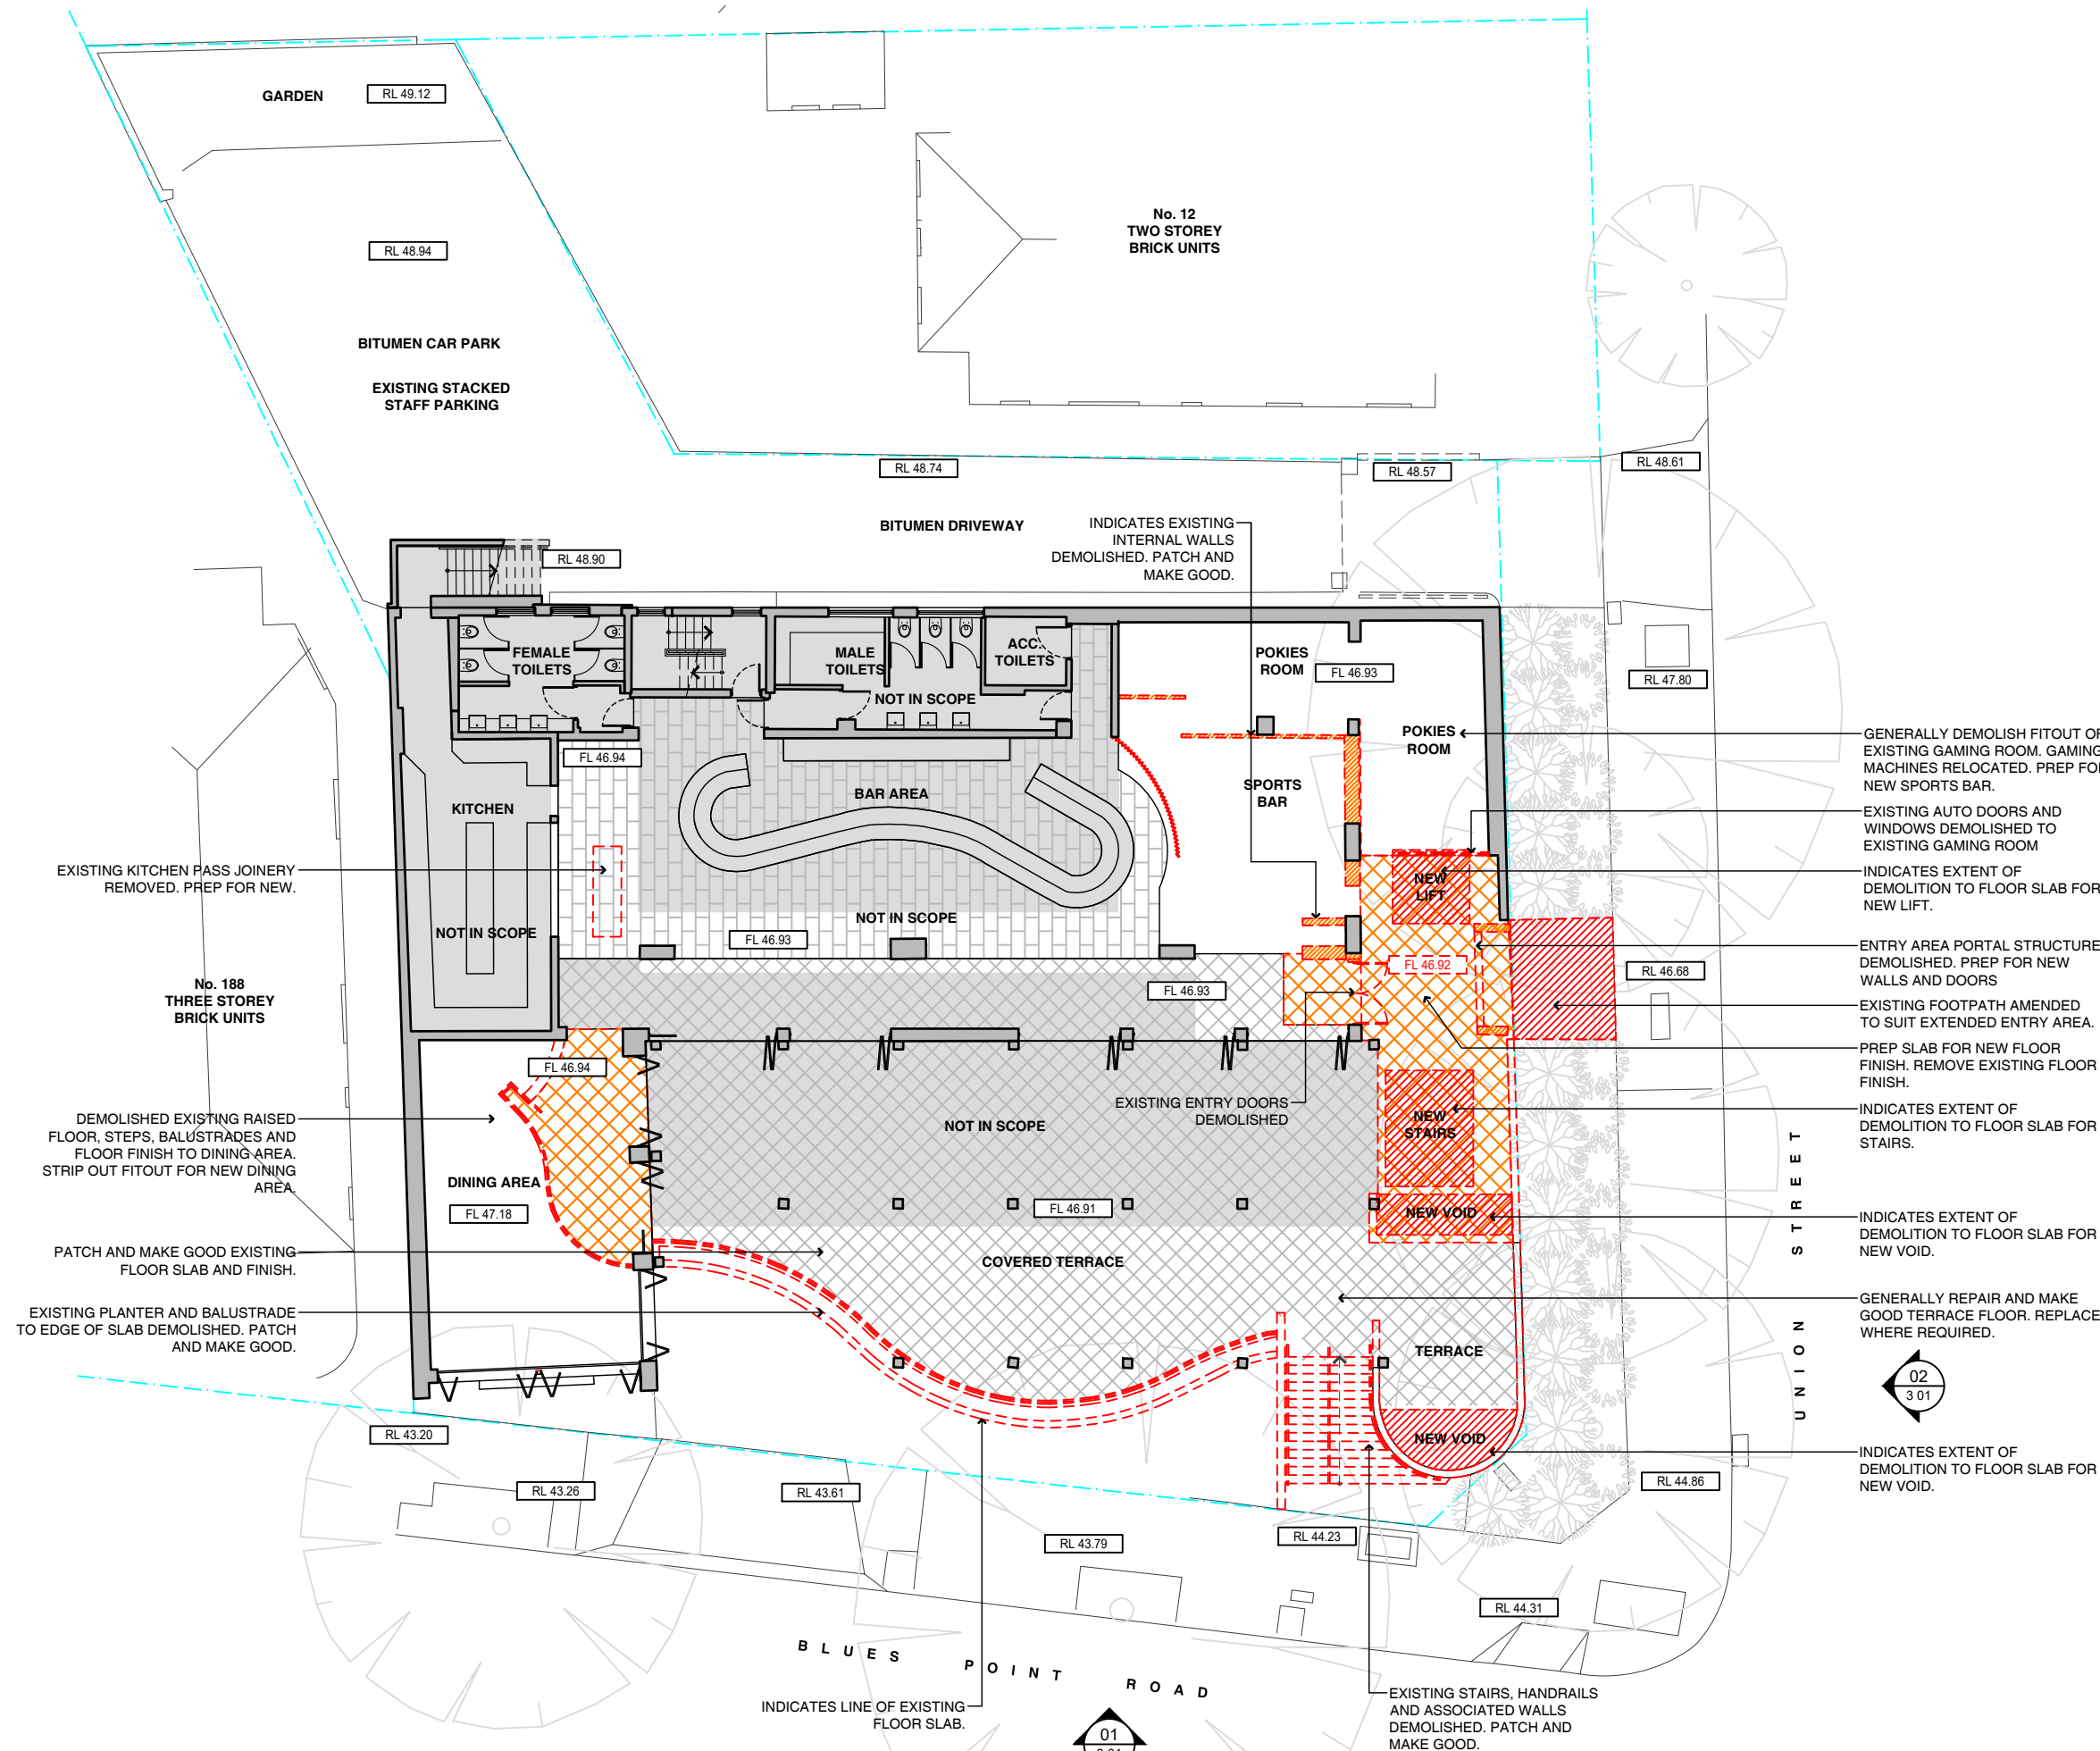 GARDEN
RL 49.12
No. 12
TWO STOREY
BRICK UNITS
RL 48.94
BITUMEN CAR PARK
EXISTING STACKED
STAFF PARKING
RL 48.74
RL 48.57
RL 48.61
BITUMEN DRIVEWAY
INDICATES EXISTING
INTERNAL WALLS
DEMOLISHED. PATCH AND
MAKE GOOD.
RL 48.90
FEMALE
TOILETS
MALE
TOILETS
ACC.
TOILETS
NOT IN SCOPE
POKIES
ROOM
FL 46.93
RL 47.80
POKIES
ROOM
GENERALLY DEMOLISH FITOUT OF
EXISTING GAMING ROOM. GAMING
MACHINES RELOCATED. PREP FOR
NEW SPORTS BAR.
FL 46.94
KITCHEN
BAR AREA
SPORTS
BAR
EXISTING AUTO DOORS AND
WINDOWS DEMOLISHED TO
EXISTING GAMING ROOM
EXISTING KITCHEN PASS JOINERY
REMOVED. PREP FOR NEW.
NEW
LIFT
INDICATES EXTENT OF
DEMOLITION TO FLOOR SLAB FOR
NEW LIFT.
NOT IN SCOPE
NOT IN SCOPE
FL 46.93
ENTRY AREA PORTAL STRUCTURE
DEMOLISHED. PREP FOR NEW
WALLS AND DOORS
FL 46.92
RL 46.68
No. 188
THREE STOREY
BRICK UNITS
FL 46.93
EXISTING FOOTPATH AMENDED
TO SUIT EXTENDED ENTRY AREA.
PREP SLAB FOR NEW FLOOR
FINISH. REMOVE EXISTING FLOOR
FINISH.
FL 46.94
EXISTING ENTRY DOORS
DEMOLISHED
NEW
STAIRS
INDICATES EXTENT OF
DEMOLITION TO FLOOR SLAB FOR
STAIRS.
DEMOLISHED EXISTING RAISED
FLOOR, STEPS, BALUSTRADES AND
FLOOR FINISH TO DINING AREA.
STRIP OUT FITOUT FOR NEW DINING
AREA.
NOT IN SCOPE
DINING AREA
FL 47.18
FL 46.91
NEW VOID
INDICATES EXTENT OF
DEMOLITION TO FLOOR SLAB FOR
NEW VOID.
PATCH AND MAKE GOOD EXISTING
FLOOR SLAB AND FINISH.
COVERED TERRACE
EXISTING PLANTER AND BALUSTRADE
TO EDGE OF SLAB DEMOLISHED. PATCH
AND MAKE GOOD.
GENERALLY REPAIR AND MAKE
GOOD TERRACE FLOOR. REPLACE
WHERE REQUIRED.
TERRACE
UNION STREET
02
3 01
NEW VOID
INDICATES EXTENT OF
DEMOLITION TO FLOOR SLAB FOR
NEW VOID.
RL 43.20
RL 43.26
RL 43.61
RL 43.79
RL 44.23
RL 44.86
RL 44.31
BLUES POINT ROAD
INDICATES LINE OF EXISTING
FLOOR SLAB.
01
EXISTING STAIRS, HANDRAILS
AND ASSOCIATED WALLS
DEMOLISHED. PATCH AND
MAKE GOOD.